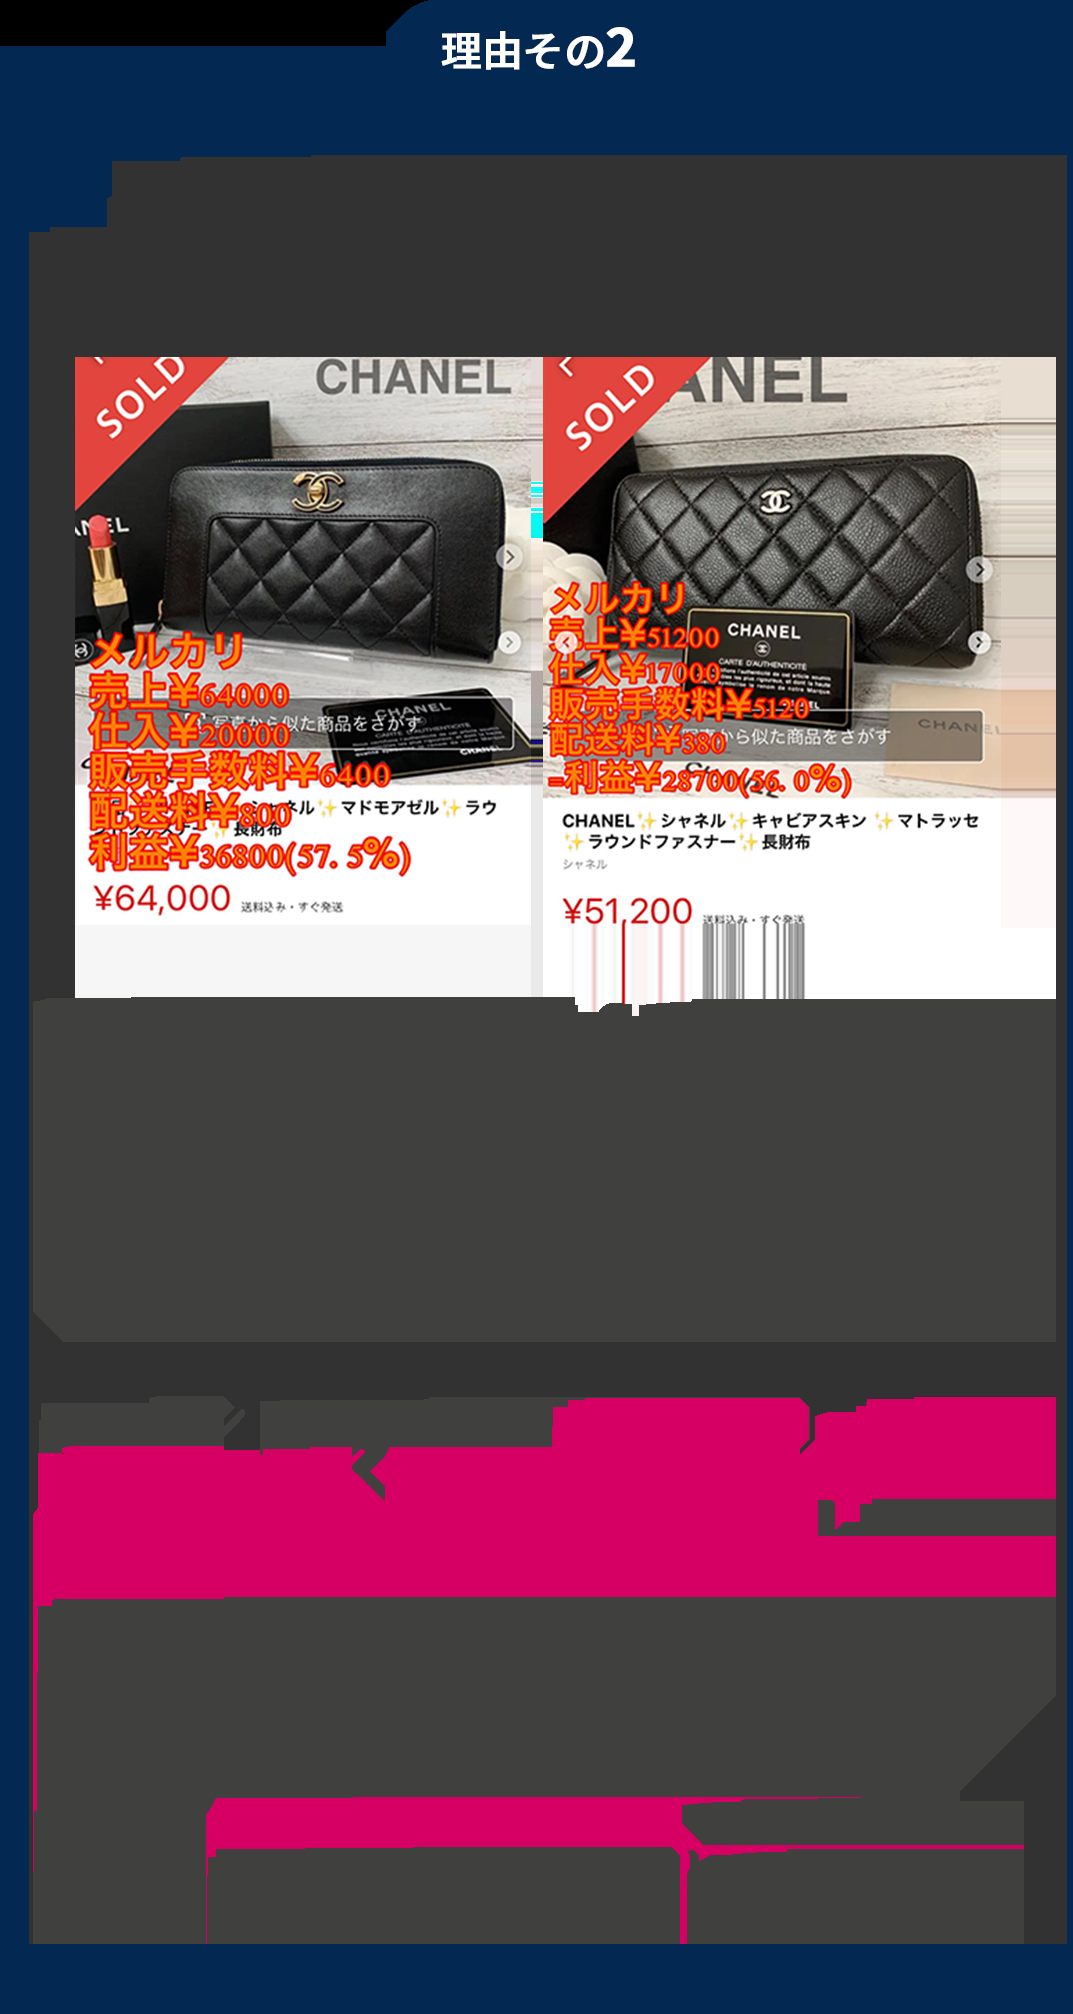 理由その2
SOLD
CHANEL
メルカリ
売上¥64000
仕入¥20000
写真から似た商品をさがす
販売手数料¥6400
配送料¥800
シャネル✨マドモアゼル✨ラウ
長財布
利益¥36800(57.5%)
¥64,000 送料込み・すぐ発送
SOLD
ANEL
メルカリ
売上¥51200
仕入¥17000
販売手数料¥5120
配送料¥380
から似た商品をさがす
=利益¥28700(56.0%)
CHANEL
CARTE D'AUTHENTICITE
CHANEL✨シャネル✨キャビアスキン ✨マトラッセ
✨ラウンドファスナー✨長財布
シャネル
¥51,200 送料込み・すぐ発送